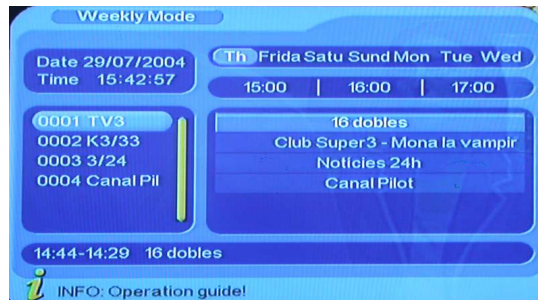 Weekly Mode
Date 29/07/2004
Time 15:42:57
Th Frida Satu Sund Mon Tue Wed
15:00 | 16:00 | 17:00
0001 TV3
0002 K3/33
0003 3/24
0004 Canal Pil
16 dobles
Club Super3 - Mona la vampir
Notícies 24h
Canal Pilot
14:44-14:29 16 dobles
i INFO: Operation guide!